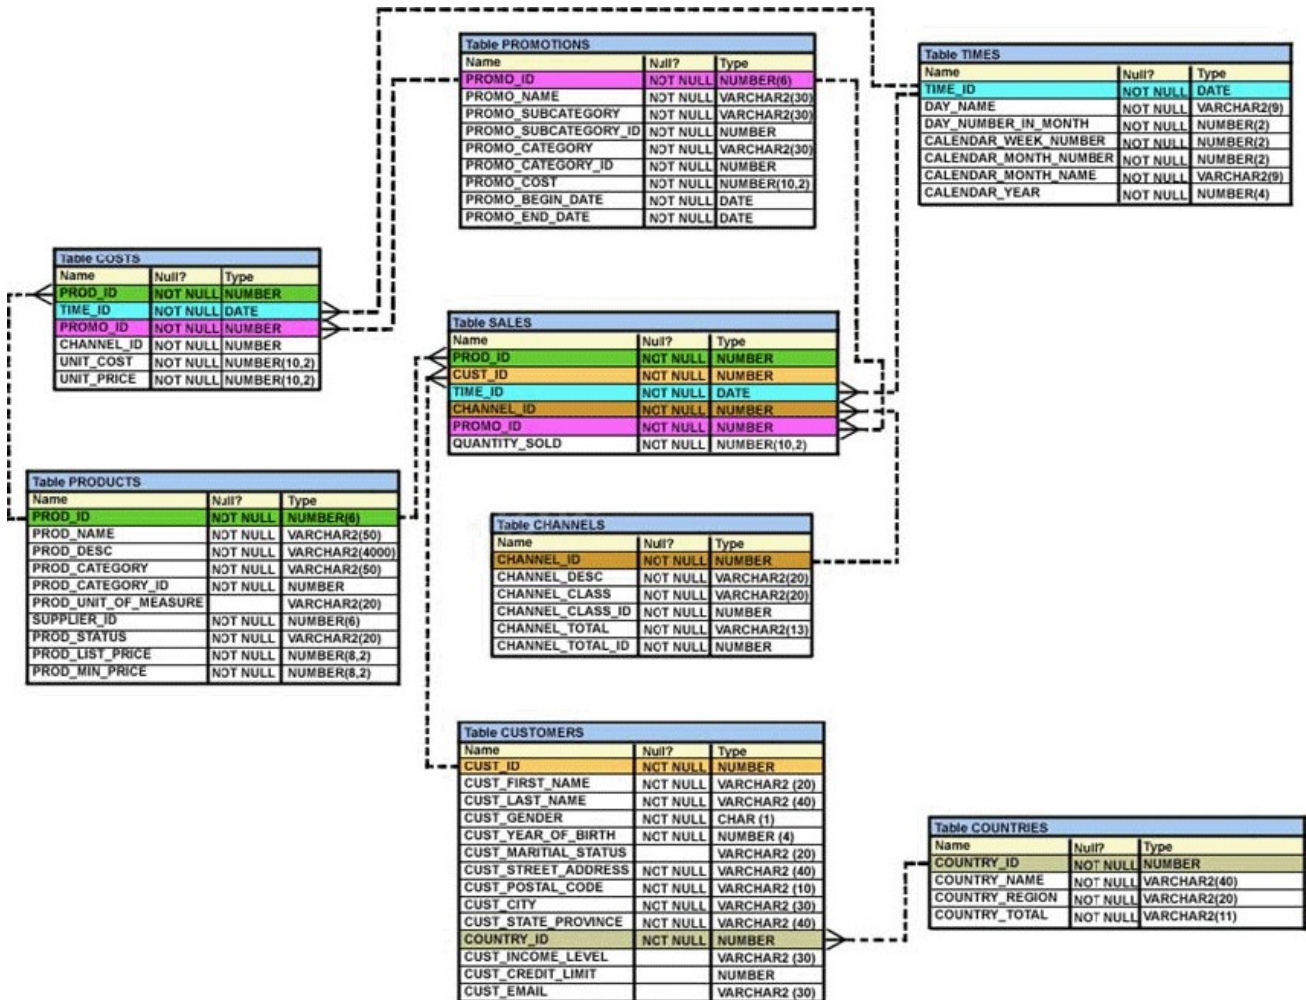 Table PROMOTIONS
Name Null? Type
PROMO_ID NOT NULL NUMBER(6)
PROMO_NAME NOT NULL VARCHAR2(30)
PROMO_SUBCATEGORY NOT NULL VARCHAR2(30)
PROMO_SUBCATEGORY_ID NOT NULL NUMBER
PROMO_CATEGORY NOT NULL VARCHAR2(30)
PROMO_CATEGORY_ID NOT NULL NUMBER
PROMO_COST NOT NULL NUMBER(10,2)
PROMO_BEGIN_DATE NOT NULL DATE
PROMO_END_DATE NOT NULL DATE
Table TIMES
Name Null? Type
TIME_ID NOT NULL DATE
DAY_NAME NOT NULL VARCHAR2(9)
DAY_NUMBER_IN_MONTH NOT NULL NUMBER(2)
CALENDAR_WEEK_NUMBER NOT NULL NUMBER(2)
CALENDAR_MONTH_NUMBER NOT NULL NUMBER(2)
CALENDAR_MONTH_NAME NOT NULL VARCHAR2(9)
CALENDAR_YEAR NOT NULL NUMBER(4)
Table COSTS
Name Null? Type
PROD_ID NOT NULL NUMBER
TIME_ID NOT NULL DATE
PROMO_ID NOT NULL NUMBER
CHANNEL_ID NOT NULL NUMBER
UNIT_COST NOT NULL NUMBER(10,2)
UNIT_PRICE NOT NULL NUMBER(10,2)
Table SALES
Name Null? Type
PROD_ID NOT NULL NUMBER
CUST_ID NOT NULL NUMBER
TIME_ID NOT NULL DATE
CHANNEL_ID NOT NULL NUMBER
PROMO_ID NOT NULL NUMBER
QUANTITY_SOLD NOT NULL NUMBER(10,2)
Table PRODUCTS
Name Null? Type
PROD_ID NOT NULL NUMBER(6)
PROD_NAME NOT NULL VARCHAR2(50)
PROD_DESC NOT NULL VARCHAR2(4000)
PROD_CATEGORY NOT NULL VARCHAR2(50)
PROD_CATEGORY_ID NOT NULL NUMBER
PROD_UNIT_OF_MEASURE VARCHAR2(20)
SUPPLIER_ID NOT NULL NUMBER(6)
PROD_STATUS NOT NULL VARCHAR2(20)
PROD_LIST_PRICE NOT NULL NUMBER(8,2)
PROD_MIN_PRICE NOT NULL NUMBER(8,2)
Table CHANNELS
Name Null? Type
CHANNEL_ID NOT NULL NUMBER
CHANNEL_DESC NOT NULL VARCHAR2(20)
CHANNEL_CLASS NOT NULL VARCHAR2(20)
CHANNEL_CLASS_ID NOT NULL NUMBER
CHANNEL_TOTAL NOT NULL VARCHAR2(13)
CHANNEL_TOTAL_ID NOT NULL NUMBER
Table CUSTOMERS
Name Null? Type
CUST_ID NOT NULL NUMBER
CUST_FIRST_NAME NOT NULL VARCHAR2 (20)
CUST_LAST_NAME NOT NULL VARCHAR2 (40)
CUST_GENDER NOT NULL CHAR (1)
CUST_YEAR_OF_BIRTH NOT NULL NUMBER (4)
CUST_MARITIAL_STATUS VARCHAR2 (20)
CUST_STREET_ADDRESS NOT NULL VARCHAR2 (40)
CUST_POSTAL_CODE NOT NULL VARCHAR2 (10)
CUST_CITY NOT NULL VARCHAR2 (30)
CUST_STATE_PROVINCE NOT NULL VARCHAR2 (40)
COUNTRY_ID NOT NULL NUMBER
CUST_INCOME_LEVEL VARCHAR2 (30)
CUST_CREDIT_LIMIT NUMBER
CUST_EMAIL VARCHAR2 (30)
Table COUNTRIES
Name Null? Type
COUNTRY_ID NOT NULL NUMBER
COUNTRY_NAME NOT NULL VARCHAR2(40)
COUNTRY_REGION NOT NULL VARCHAR2(20)
COUNTRY_TOTAL NOT NULL VARCHAR2(11)